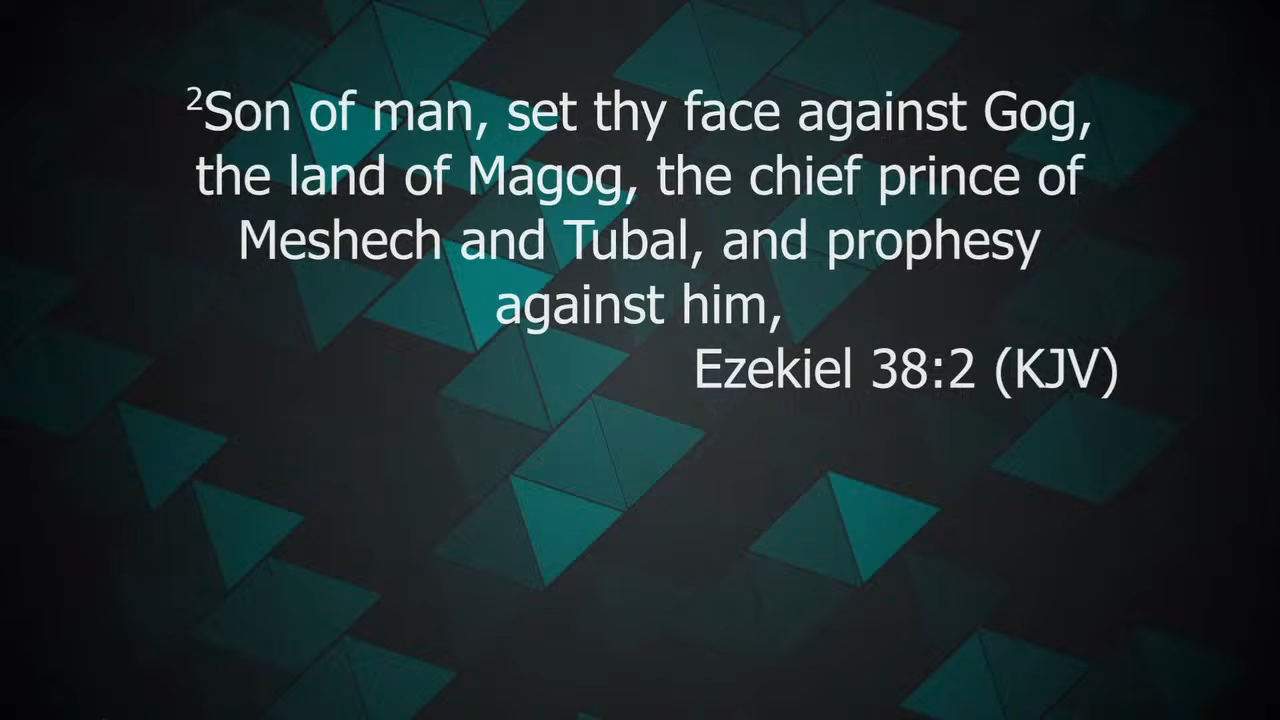 ²Son of man, set thy face against Gog,
the land of Magog, the chief prince of
Meshech and Tubal, and prophesy
against him,
Ezekiel 38:2 (KJV)